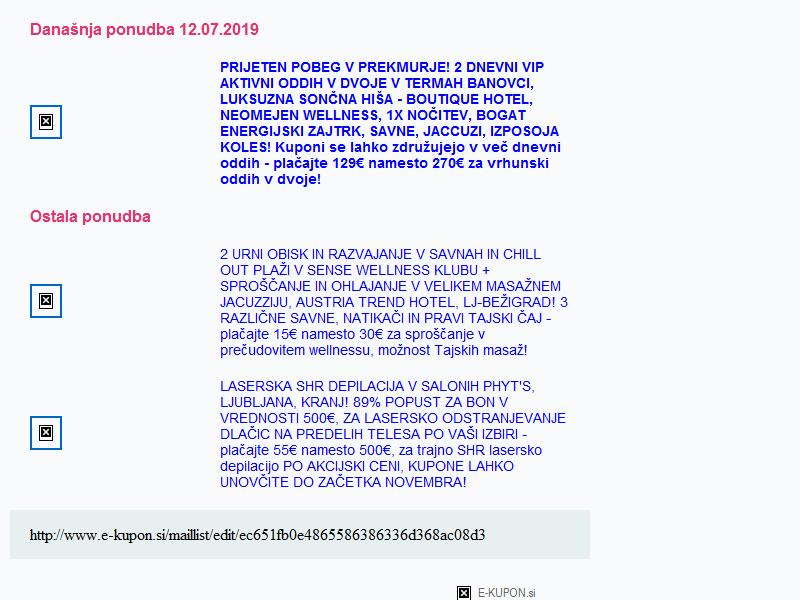 Današnja ponudba 12.07.2019
PRIJETEN POBEG V PREKMURJE! 2 DNEVNI VIP
AKTIVNI ODDIH V DVOJE V TERMAH BANOVCI,
LUKSUZNA SONČNA HIŠA - BOUTIQUE HOTEL,
NEOMEJEN WELLNESS, 1X NOČITEV, BOGAT
ENERGIJSKI ZAJTRK, SAVNE, JACCUZI, IZPOSOJA
KOLES! Kuponi se lahko združujejo v več dnevni
oddih - plačajte 129€ namesto 270€ za vrhunski
oddih v dvoje!
Ostala ponudba
2 URNI OBISK IN RAZVAJANJE V SAVNAH IN CHILL
OUT PLAŽI V SENSE WELLNESS KLUBU +
SPROŠČANJE IN OHLAJANJE V VELIKEM MASAŽNEM
JACUZZIJU, AUSTRIA TREND HOTEL, LJ-BEŽIGRAD! 3
RAZLIČNE SAVNE, NATIKAČI IN PRAVI TAJSKI ČAJ -
plačajte 15€ namesto 30€ za sproščanje v
prečudovitem wellnessu, možnost Tajskih masaž!
LASERSKA SHR DEPILACIJA V SALONIH PHYT'S,
LJUBLJANA, KRANJ! 89% POPUST ZA BON V
VREDNOSTI 500€, ZA LASERSKO ODSTRANJEVANJE
DLAČIC NA PREDELIH TELESA PO VAŠI IZBIRI -
plačajte 55€ namesto 500€, za trajno SHR lasersko
depilacijo PO AKCIJSKI CENI, KUPONE LAHKO
UNOVČITE DO ZAČETKA NOVEMBRA!
http://www.e-kupon.si/maillist/edit/ec651fb0e4865586386336d368ac08d3
E-KUPON.si